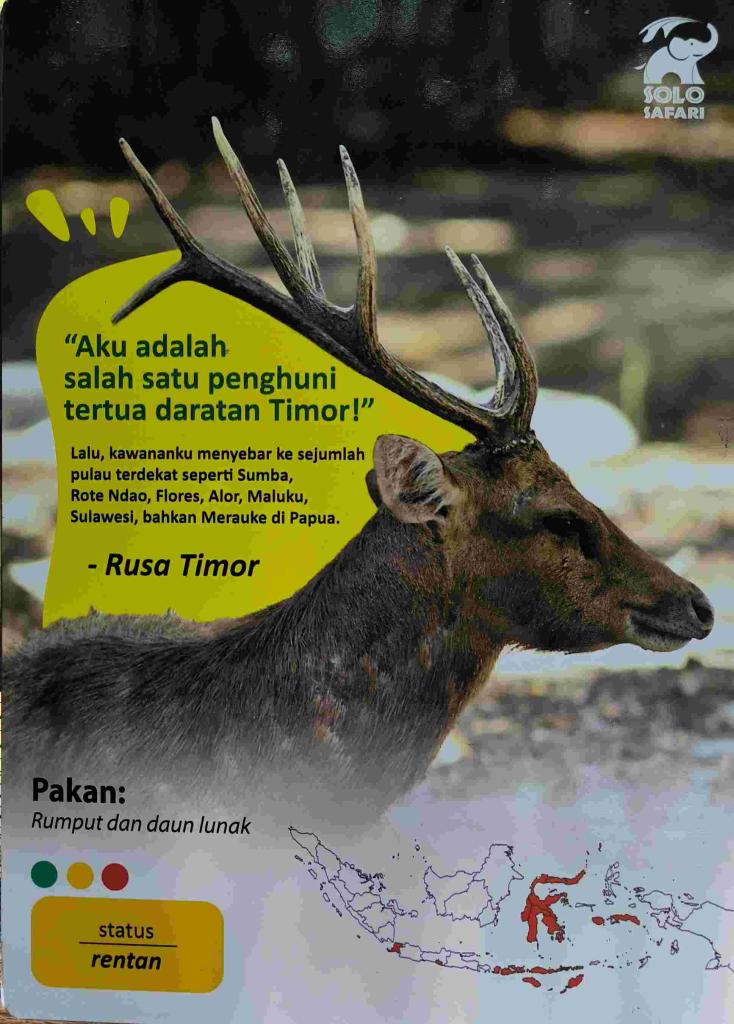 SOLO
SAFARI
“Aku adalah
salah satu penghuni
tertua daratan Timor!”
Lalu, kawananku menyebar ke sejumlah
pulau terdekat seperti Sumba,
Rote Ndao, Flores, Alor, Maluku,
Sulawesi, bahkan Merauke di Papua.
- Rusa Timor
Pakan:
Rumput dan daun lunak
status
rentan